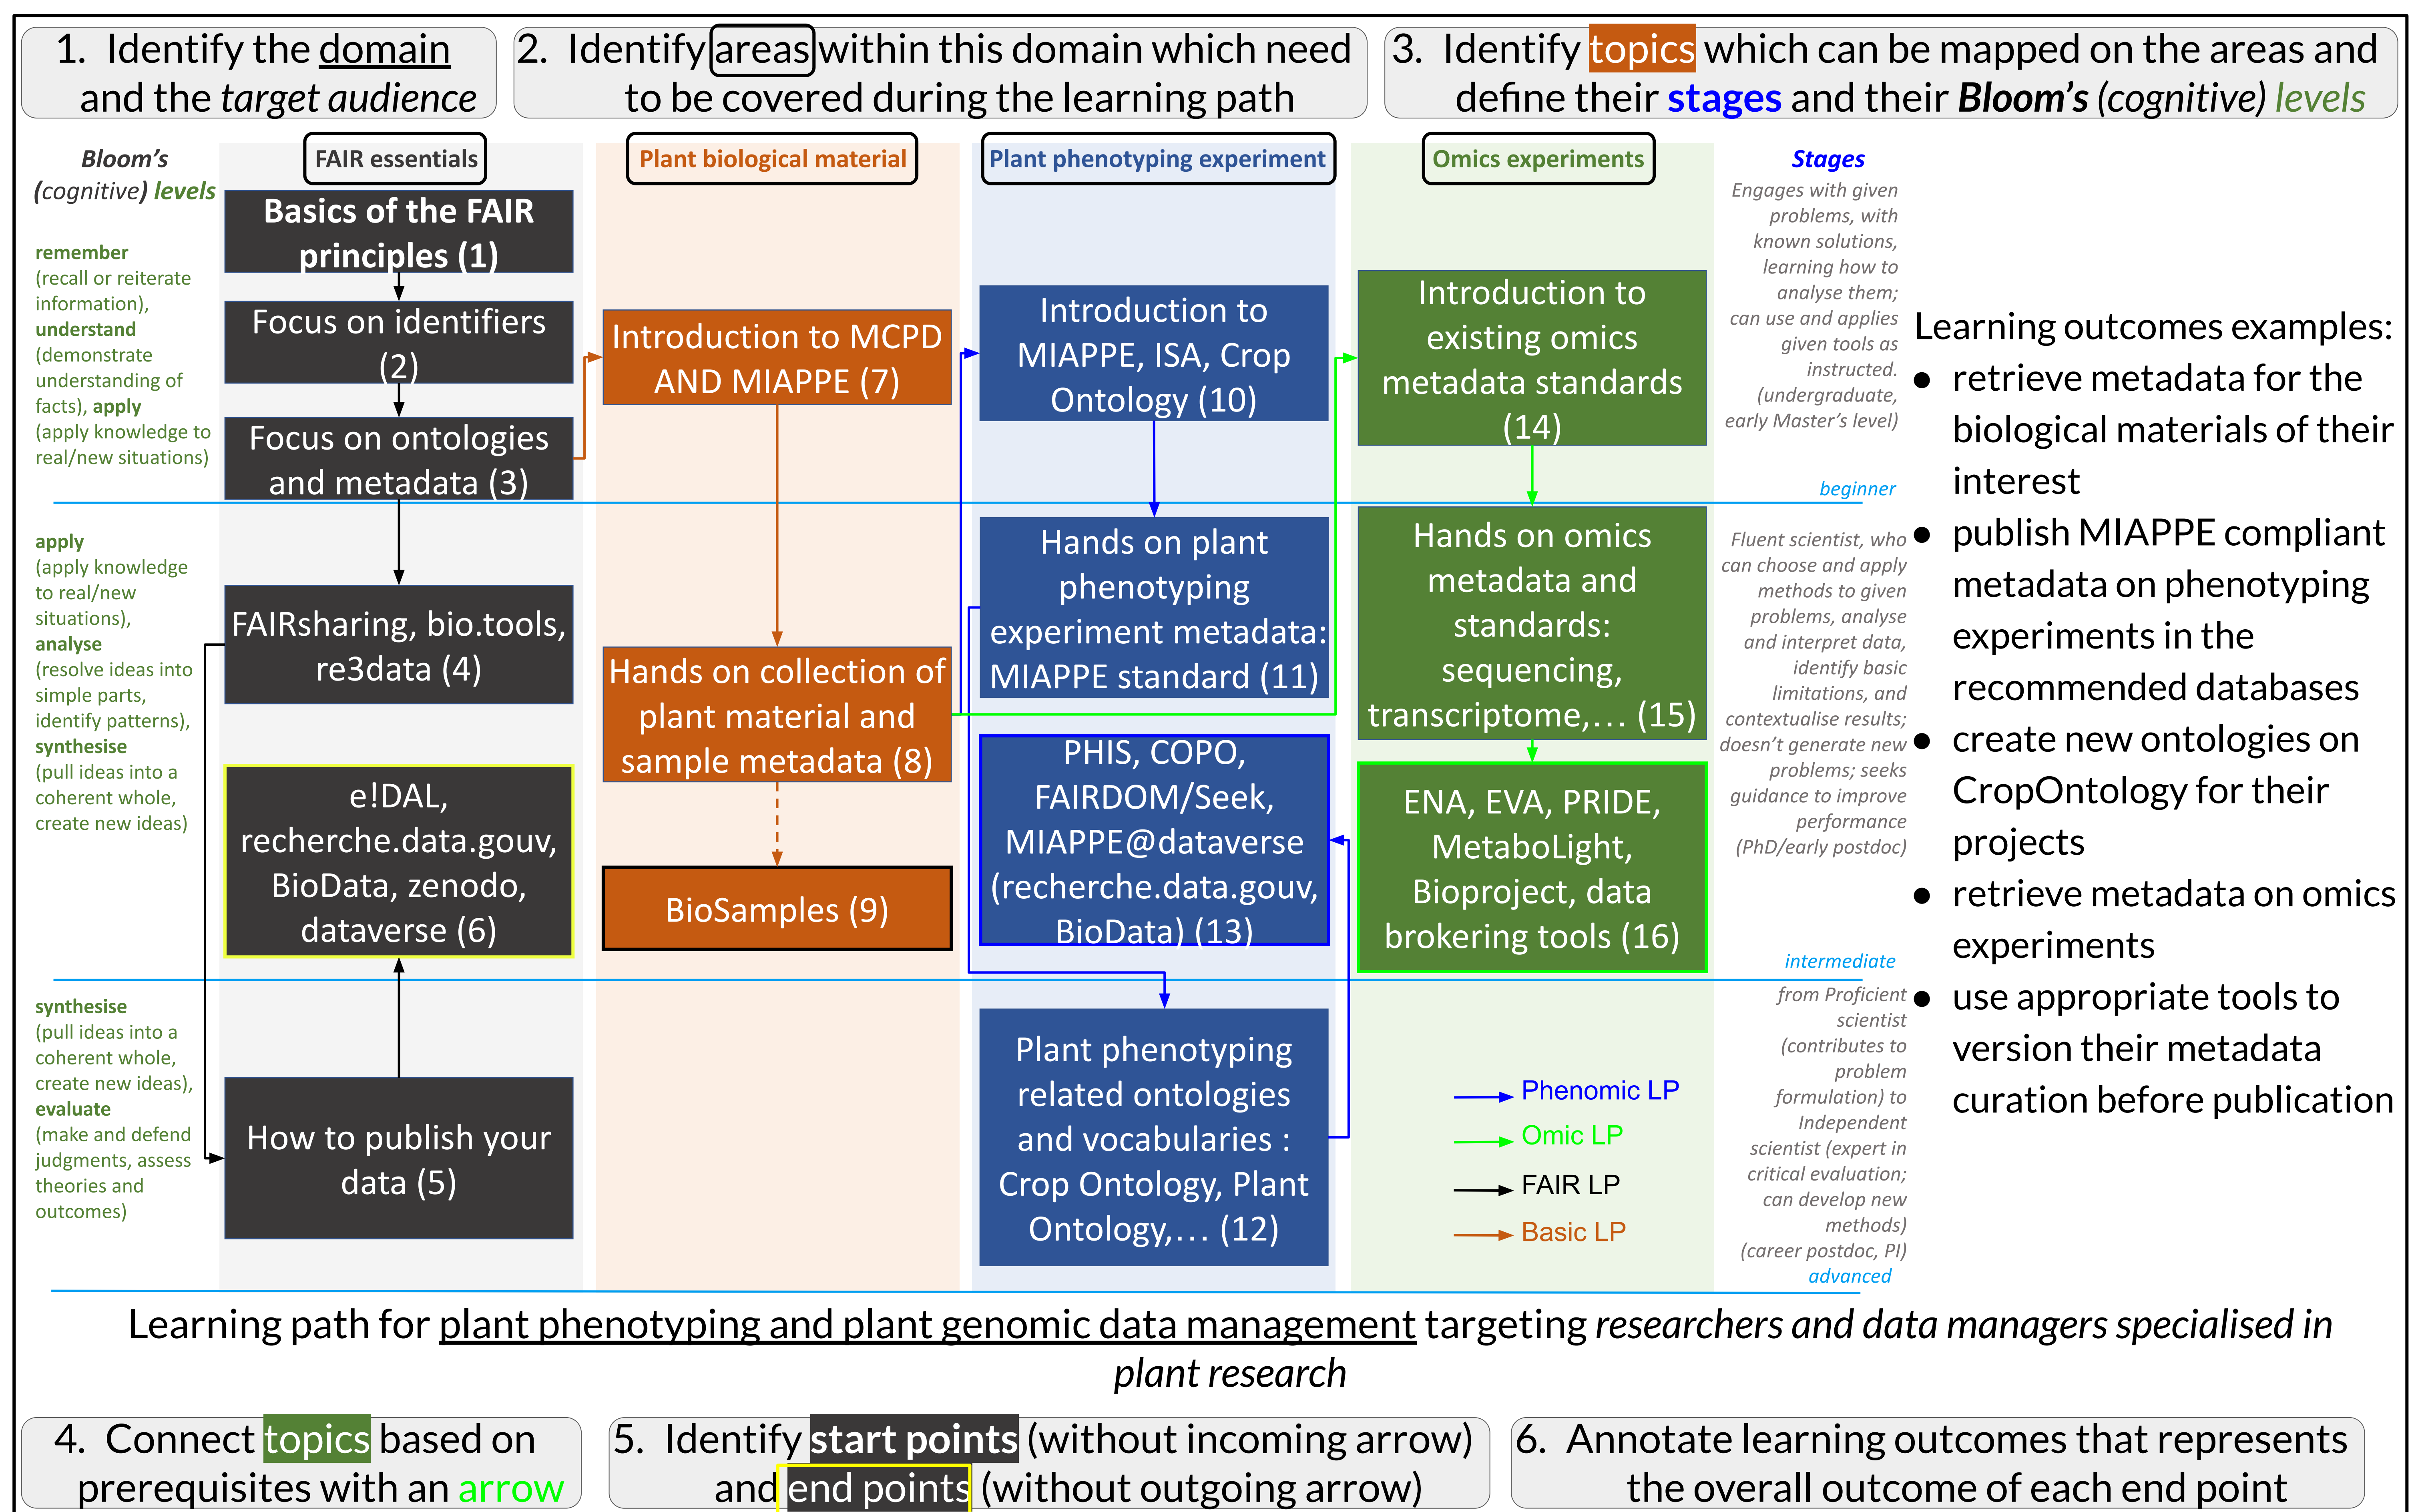 1. Identify the domain
and the target audience
2. Identify areas within this domain which need
to be covered during the learning path
3. Identify topics which can be mapped on the areas and
define their stages and their Bloom's (cognitive) levels
Bloom's
(cognitive) levels
remember
(recall or reiterate
information),
understand
(demonstrate
understanding of
facts), apply
(apply knowledge to
real/new situations)
apply
(apply knowledge
to real/new
situations),
analyse
(resolve ideas into
simple parts,
identify patterns),
synthesise
(pull ideas into a
coherent whole,
create new ideas)
synthesise
(pull ideas into a
coherent whole,
create new ideas),
evaluate
(make and defend
judgments, assess
theories and
outcomes)
FAIR essentials
Basics of the FAIR
principles (1)
Focus on identifiers
(2)
Focus on ontologies
and metadata (3)
FAIRsharing, bio.tools,
re3data (4)
e!DAL,
recherche.data.gouv,
BioData, zenodo,
dataverse (6)
How to publish your
data (5)
Plant biological material
Introduction to MCPD
AND MIAPPE (7)
Hands on collection of
plant material and
sample metadata (8)
BioSamples (9)
Plant phenotyping experiment
Introduction to
MIAPPE, ISA, Crop
Ontology (10)
Hands on plant
phenotyping
experiment metadata:
MIAPPE standard (11)
PHIS, COPO,
FAIRDOM/Seek,
MIAPPE@dataverse
(recherche.data.gouv,
BioData) (13)
Plant phenotyping
related ontologies
and vocabularies :
Crop Ontology, Plant
Ontology,... (12)
Omics experiments
Introduction to
existing omics
metadata standards
(14)
Hands on omics
metadata and
standards:
sequencing,
transcriptome,... (15)
ENA, EVA, PRIDE,
MetaboLight,
Bioproject, data
brokering tools (16)
Phenomic LP
Omic LP
FAIR LP
Basic LP
Stages
Engages with given
problems, with
known solutions,
learning how to
analyse them;
can use and applies
given tools as
instructed.
(undergraduate,
early Master's level)
beginner
Fluent scientist, who
can choose and apply
methods to given
problems, analyse
and interpret data,
identify basic
limitations, and
contextualise results;
doesn't generate new
problems; seeks
guidance to improve
performance
(PhD/early postdoc)
intermediate
from Proficient
scientist
(contributes to
problem
formulation) to
Independent
scientist (expert in
critical evaluation;
can develop new
methods)
(career postdoc, PI)
advanced
Learning outcomes examples:
● retrieve metadata for the
biological materials of their
interest
● publish MIAPPE compliant
metadata on phenotyping
experiments in the
recommended databases
● create new ontologies on
CropOntology for their
projects
● retrieve metadata on omics
experiments
● use appropriate tools to
version their metadata
curation before publication
Learning path for plant phenotyping and plant genomic data management targeting researchers and data managers specialised in
plant research
4. Connect topics based on
prerequisites with an arrow
5. Identify start points (without incoming arrow)
and end points (without outgoing arrow)
6. Annotate learning outcomes that represents
the overall outcome of each end point